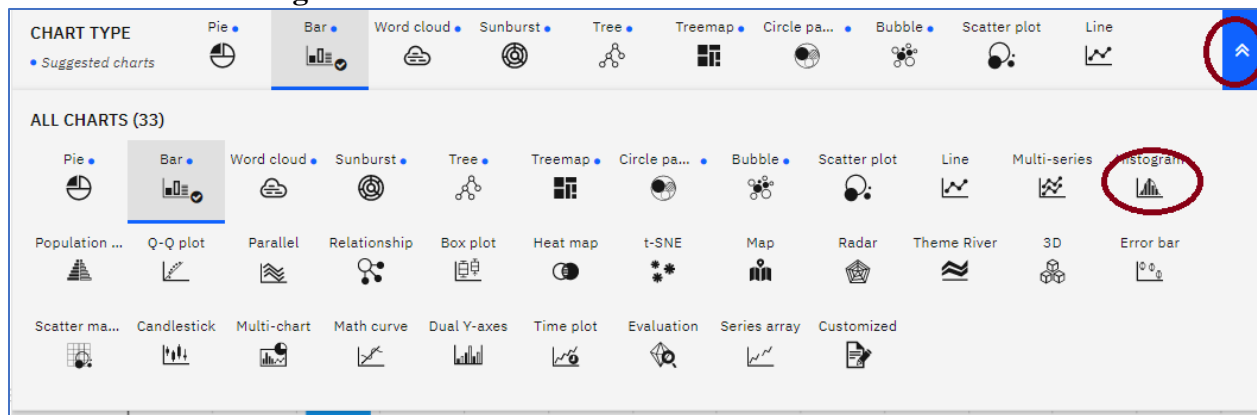 CHART TYPE
• Suggested charts
Pie • Bar • Word cloud • Sunburst • Tree • Treemap • Circle pa... • Bubble • Scatter plot Line
ALL CHARTS (33)
Pie • Bar • Word cloud • Sunburst • Tree • Treemap • Circle pa... • Bubble • Scatter plot Line Multi-series Histogram
Population ... Q-Q plot Parallel Relationship Box plot Heat map t-SNE Map Radar Theme River 3D Error bar
Scatter ma... Candlestick Multi-chart Math curve Dual Y-axes Time plot Evaluation Series array Customized